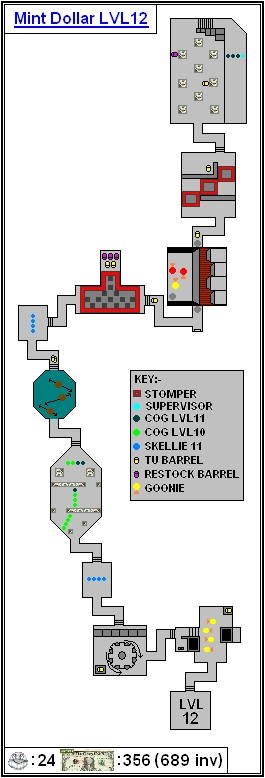 Mint Dollar LVL12
KEY:-
STOMPER
SUPERVISOR
COG LVL11
COG LVL10
SKELLIE 11
TU BARREL
RESTOCK BARREL
GOONIE
LVL
12
:24 :356 (689 inv)